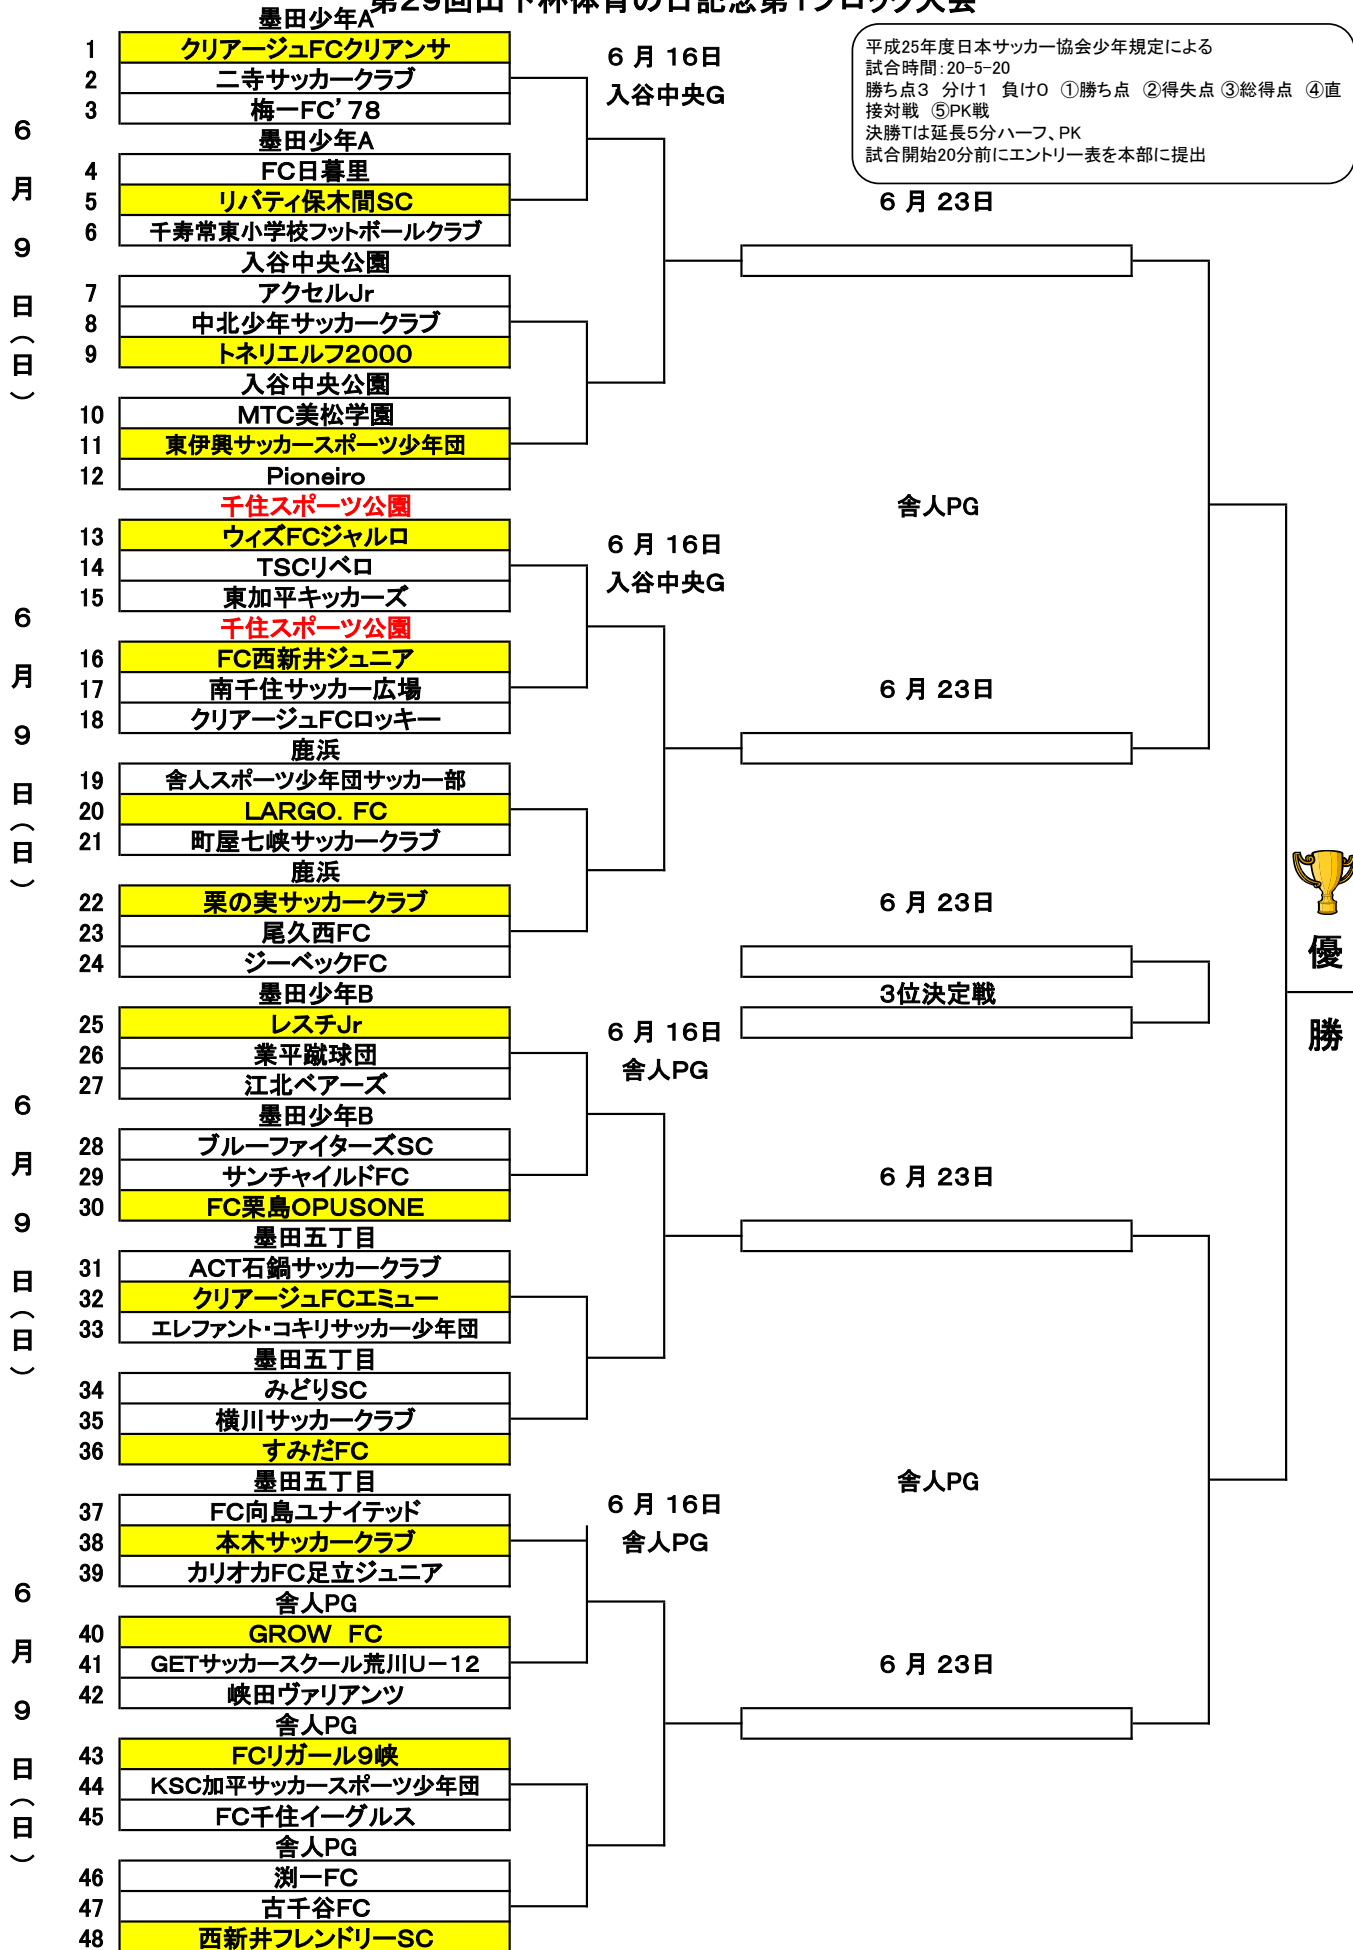 第29回山下杯体育の日記念第1ブロック大会
平成25年度日本サッカー協会少年規定による
試合時間：20-5-20
勝ち点3 分け1 負け0 ①勝ち点 ②得失点 ③総得点 ④直
接対戦 ⑤PK戦
決勝Tは延長5分ハーフ、PK
試合開始20分前にエントリー表を本部に提出
6月9日（日）
墨田少年A
1 クリアージュFCクリアンサ
2 二寺サッカークラブ
3 梅一FC’78
墨田少年A
4 FC日暮里
5 リバティ保木間SC
6 千寿常東小学校フットボールクラブ
入谷中央公園
7 アクセルJr
8 中北少年サッカークラブ
9 トネリエルフ2000
入谷中央公園
10 MTC美松学園
11 東伊興サッカースポーツ少年団
12 Pioneiro
6月9日（日）
千住スポーツ公園
13 ウィズFCジャルロ
14 TSCリベロ
15 東加平キッカーズ
千住スポーツ公園
16 FC西新井ジュニア
17 南千住サッカー広場
18 クリアージュFCロッキー
鹿浜
19 舎人スポーツ少年団サッカー部
20 LARGO．FC
21 町屋七峡サッカークラブ
鹿浜
22 栗の実サッカークラブ
23 尾久西FC
24 ジーベックFC
6月9日（日）
墨田少年B
25 レスチJr
26 業平蹴球団
27 江北ベアーズ
墨田少年B
28 ブルーファイターズSC
29 サンチャイルドFC
30 FC栗島OPUSONE
墨田五丁目
31 ACT石鍋サッカークラブ
32 クリアージュFCエミュー
33 エレファント・コキリサッカー少年団
墨田五丁目
34 みどりSC
35 横川サッカークラブ
36 すみだFC
6月9日（日）
墨田五丁目
37 FC向島ユナイテッド
38 本木サッカークラブ
39 カリオカFC足立ジュニア
舎人PG
40 GROW　FC
41 GETサッカースクール荒川U－12
42 峡田ヴァリアンツ
舎人PG
43 FCリガール9峡
44 KSC加平サッカースポーツ少年団
45 FC千住イーグルス
舎人PG
46 渕一FC
47 古千谷FC
48 西新井フレンドリーSC
6月16日
入谷中央G
6月16日
入谷中央G
6月16日
舎人PG
6月16日
舎人PG
6月23日
舎人PG
6月23日
6月23日
3位決定戦
6月23日
舎人PG
6月23日
優
勝